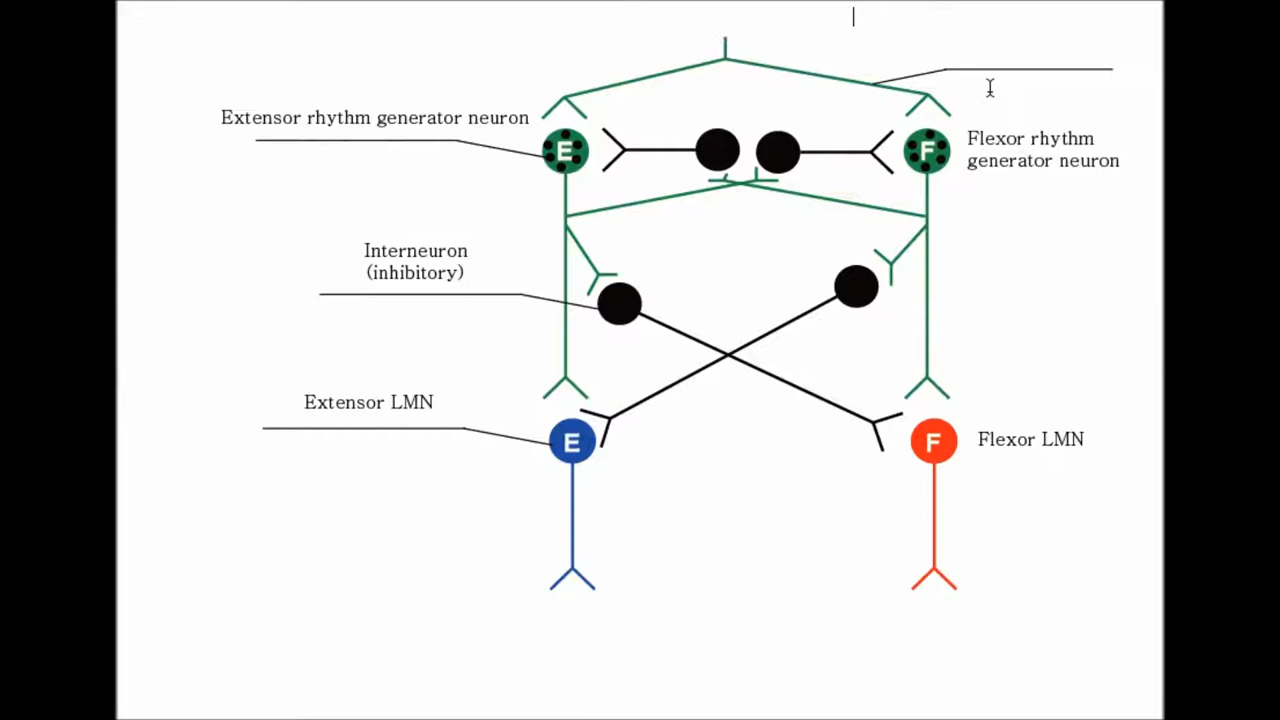 Extensor rhythm generator neuron
E
F
Flexor rhythm
generator neuron
Interneuron
(inhibitory)
Extensor LMN
E
F
Flexor LMN